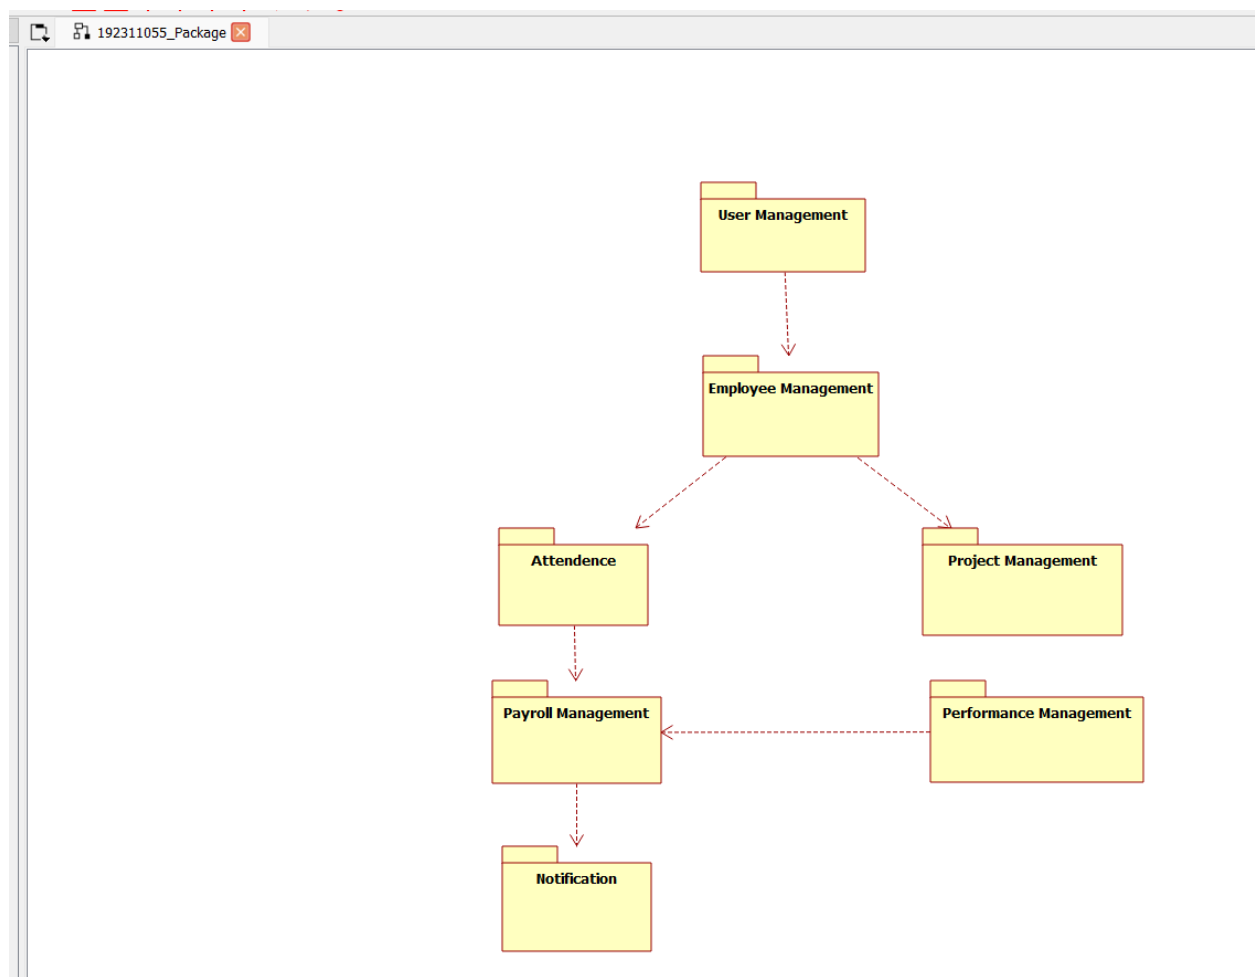 192311055_Package
User Management
Employee Management
Attendence
Project Management
Payroll Management
Performance Management
Notification